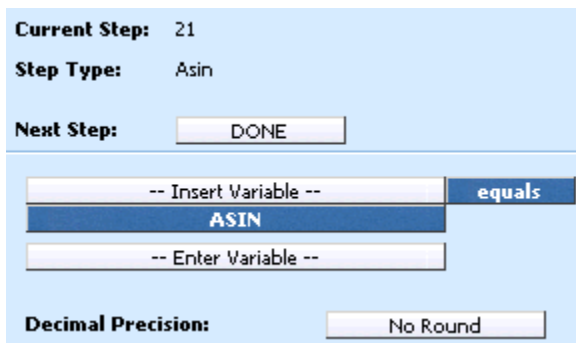 Current Step: 21
Step Type: Asin
Next Step: DONE
-- Insert Variable -- equals
ASIN
-- Enter Variable --
Decimal Precision: No Round